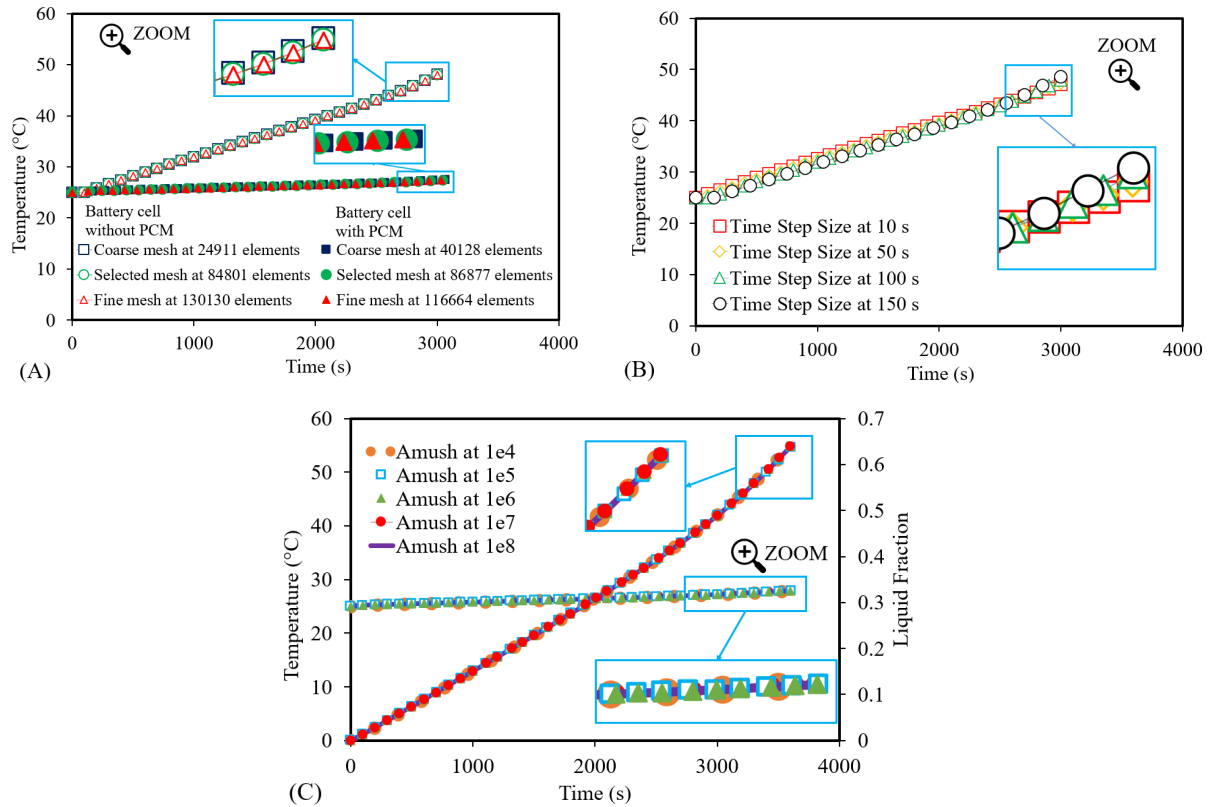 60
50
40
30
20
10
0
Temperature (°C)
ZOOM
Battery cell
without PCM
Battery cell
with PCM
Coarse mesh at 24911 elements
Coarse mesh at 40128 elements
Selected mesh at 84801 elements
Selected mesh at 86877 elements
Fine mesh at 130130 elements
Fine mesh at 116664 elements
0 1000 2000 3000 4000
Time (s)
(A)
60
50
40
30
20
10
0
Temperature (°C)
ZOOM
Time Step Size at 10 s
Time Step Size at 50 s
Time Step Size at 100 s
Time Step Size at 150 s
0 1000 2000 3000 4000
Time (s)
(B)
60
50
40
30
20
10
0
Temperature (°C)
Amush at 1e4
Amush at 1e5
Amush at 1e6
Amush at 1e7
Amush at 1e8
ZOOM
0.7
0.6
0.5
0.4
0.3
0.2
0.1
0
Liquid Fraction
0 1000 2000 3000 4000
Time (s)
(C)